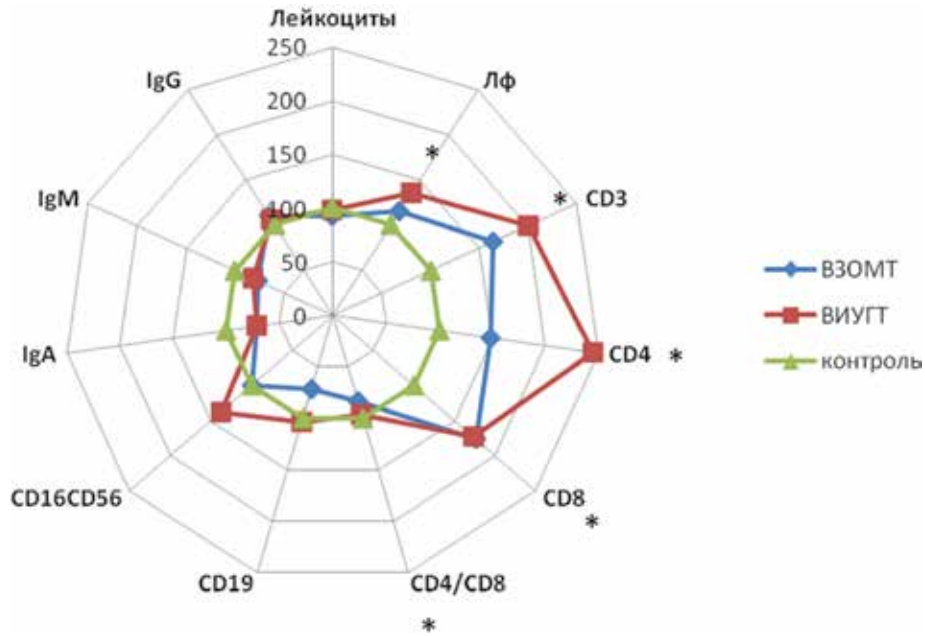 Лейкоциты
250
IgG
200
Лф
150
*
IgM
100
*
CD3
50
0
ВЗОМТ
ВИУГТ
контроль
IgA
CD4 *
CD16CD56
CD8
*
CD19
CD4/CD8
*